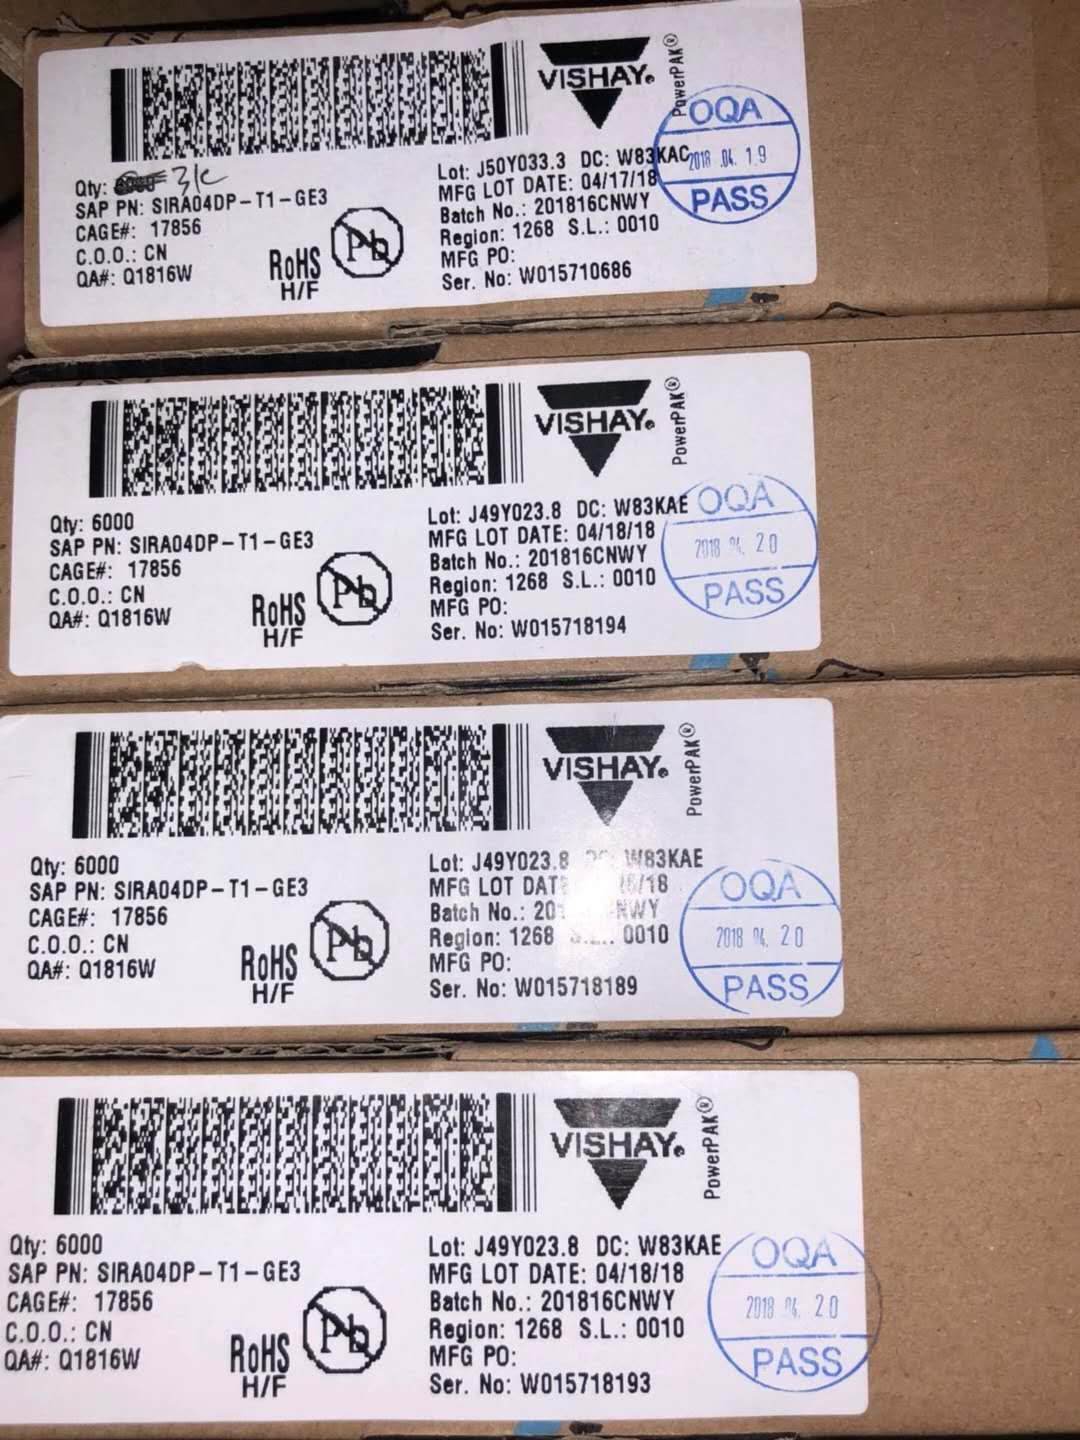 VISHAY®
PowerPAK®
Qty: 3k
SAP PN: SIRA04DP-T1-GE3
CAGE#: 17856
C.O.O.: CN
QA#: Q1816W
RoHS
H/F
Pb
Lot: J50Y033.3 DC: W83KAC
MFG LOT DATE: 04/17/18
Batch No.: 201816CNWY
Region: 1268 S.L.: 0010
MFG PO:
Ser. No: W015710686
OQA
2018 .04. 19
PASS
VISHAY®
PowerPAK®
Qty: 6000
SAP PN: SIRA04DP-T1-GE3
CAGE#: 17856
C.O.O.: CN
QA#: Q1816W
RoHS
H/F
Pb
Lot: J49Y023.8 DC: W83KAE
MFG LOT DATE: 04/18/18
Batch No.: 201816CNWY
Region: 1268 S.L.: 0010
MFG PO:
Ser. No: W015718194
OQA
2018 04. 20
PASS
VISHAY®
PowerPAK®
Qty: 6000
SAP PN: SIRA04DP-T1-GE3
CAGE#: 17856
C.O.O.: CN
QA#: Q1816W
RoHS
H/F
Pb
Lot: J49Y023.8 DC: W83KAE
MFG LOT
Batch No.:
Region: 1268 S.L.: 0010
MFG PO:
Ser. No: W015718189
OQA
2018 04. 20
PASS
VISHAY®
PowerPAK®
Qty: 6000
SAP PN: SIRA04DP-T1-GE3
CAGE#: 17856
C.O.O.: CN
QA#: Q1816W
RoHS
H/F
Pb
Lot: J49Y023.8 DC: W83KAE
MFG LOT DATE: 04/18/18
Batch No.: 201816CNWY
Region: 1268 S.L.: 0010
MFG PO:
Ser. No: W015718193
OQA
2018 04. 20
PASS